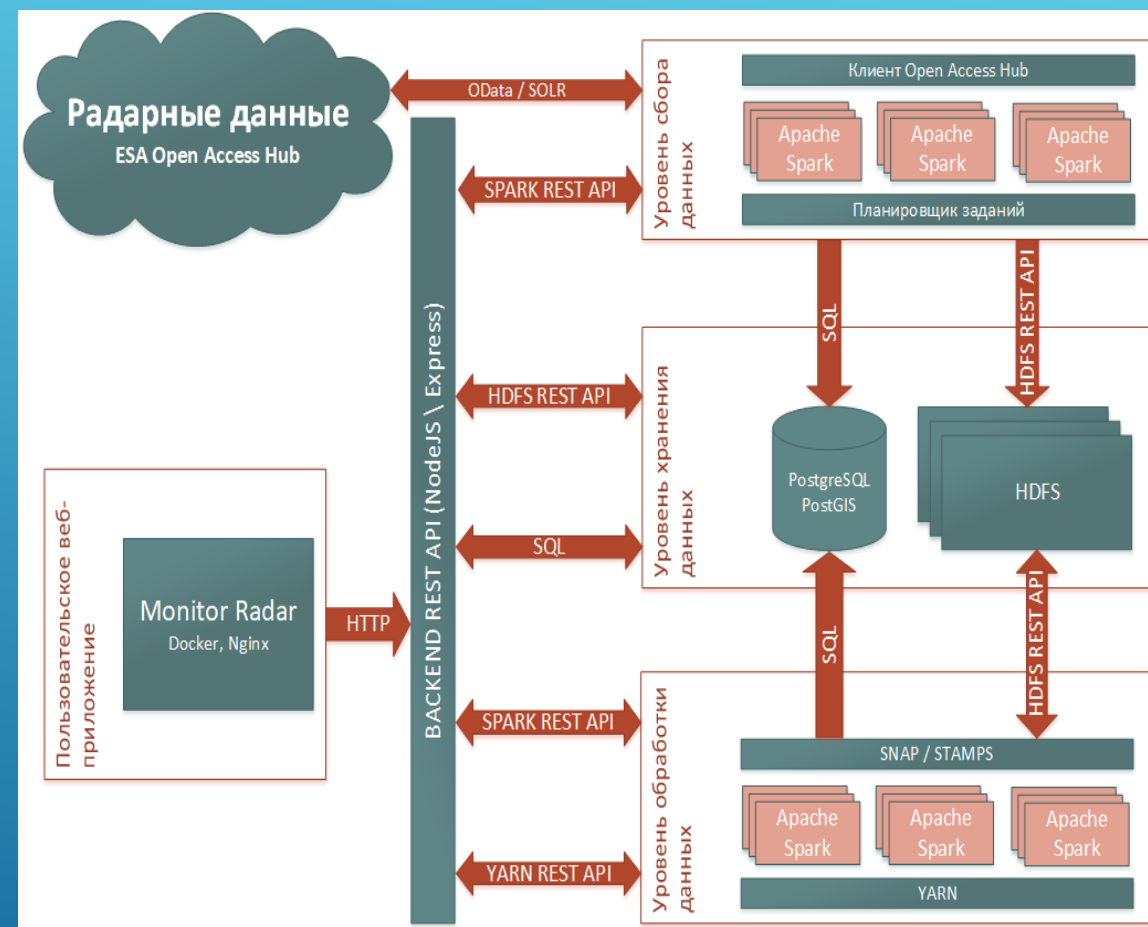 Радарные данные
ESA Open Access Hub
OData / SOLR
SPARK REST API
Уровень сбора
данных
Клиент Open Access Hub
Apache
Spark
Apache
Spark
Apache
Spark
Планировщик заданий
SQL
HDFS REST API
BACKEND REST API (NodeJS \ Express)
HDFS REST API
SQL
Уровень хранения
данных
PostgreSQL
PostGIS
HDFS
Пользовательское веб-
приложение
Monitor Radar
Docker, Nginx
HTTP
SQL
HDFS REST API
SPARK REST API
YARN REST API
Уровень обработки
данных
SNAP / STAMPS
Apache
Spark
Apache
Spark
Apache
Spark
YARN